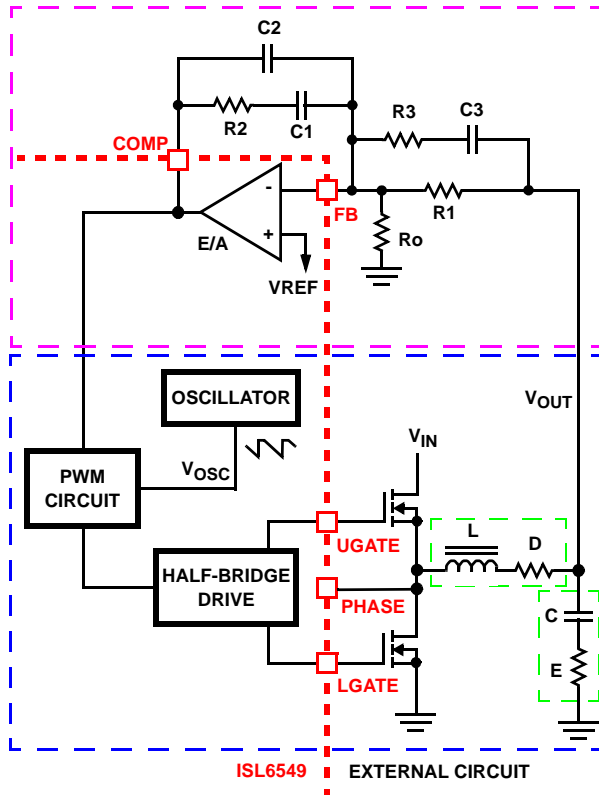 C2
R2
C1
R3
C3
COMP
R1
FB
-
+
E/A
Ro
VREF
OSCILLATOR
VOUT
VOSC
VIN
PWM
CIRCUIT
L
D
UGATE
HALF-BRIDGE
DRIVE
PHASE
C
E
LGATE
ISL6549
EXTERNAL CIRCUIT